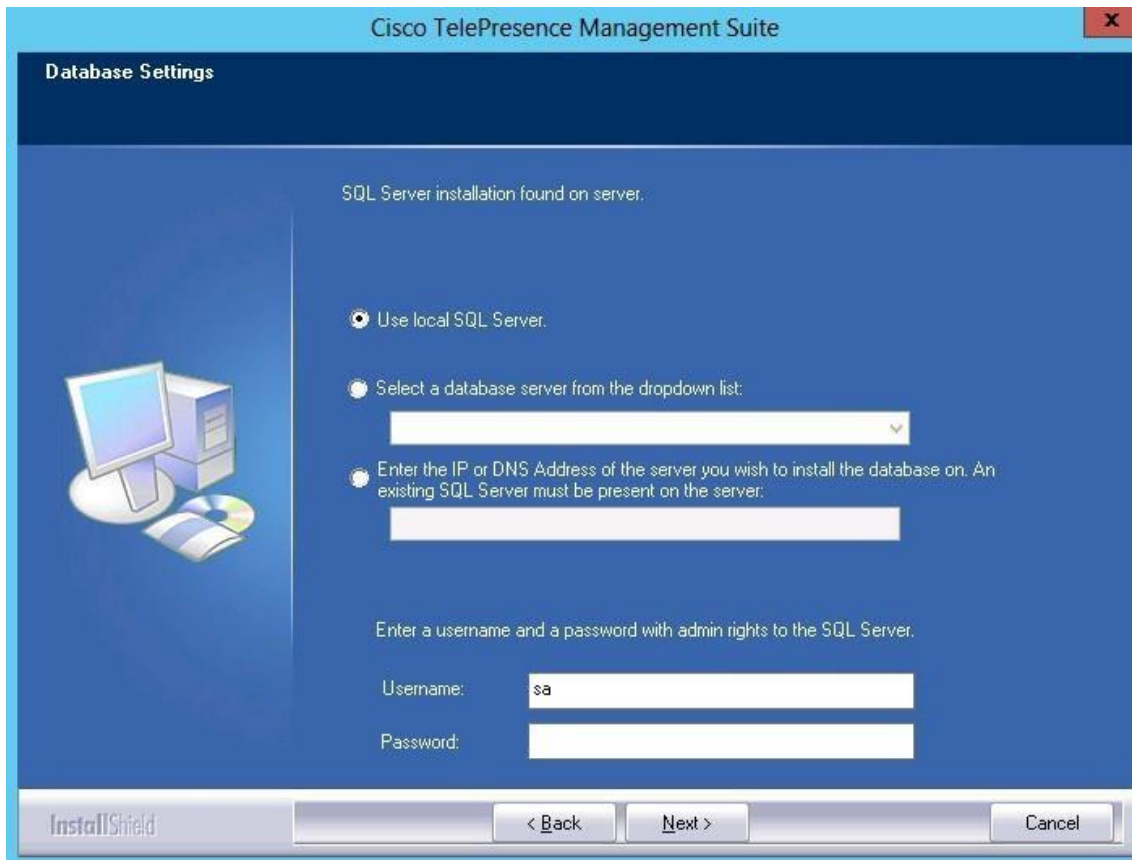 Cisco TelePresence Management Suite
x
Database Settings
SQL Server installation found on server.
Use local SQL Server.
Select a database server from the dropdown list:
Enter the IP or DNS Address of the server you wish to install the database on. An
existing SQL Server must be present on the server:
Enter a username and a password with admin rights to the SQL Server.
Username: sa
Password:
InstallShield < Back Next > Cancel